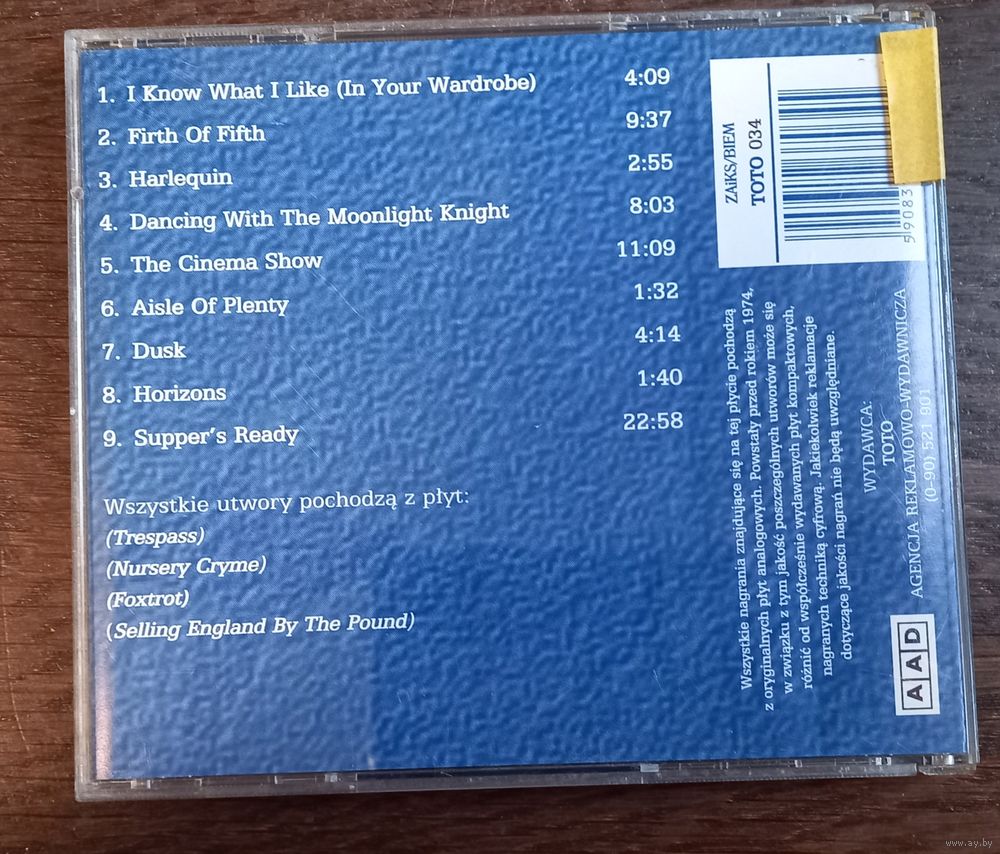 1. I Know What I Like (In Your Wardrobe) 4:09
2. Firth Of Fifth 9:37
3. Harlequin 2:55
4. Dancing With The Moonlight Knight 8:03
5. The Cinema Show 11:09
6. Aisle Of Plenty 1:32
7. Dusk 4:14
8. Horizons 1:40
9. Supper's Ready 22:58
Wszystkie utwory pochodzą z płyt:
(Trespass)
(Nursery Cryme)
(Foxtrot)
(Selling England By The Pound)
ZAiKS/BIEM
TOTO 034
5 9083
Wszystkie nagrania znajdujące się na tej płycie pochodzą
z oryginalnych płyt analogowych. Powstały przed rokiem 1974,
w związku z tym jakość poszczególnych utworów może się
różnić od współcześnie wydawanych płyt kompaktowych,
nagranych techniką cyfrową. Jakiekolwiek reklamacje
dotyczące jakości nagrań nie będą uwzględniane.
WYDAWCA:
TOTO
AGENCJA REKLAMOWO-WYDAWNICZA
(0-90) 521 901
AAD
www.ay.by